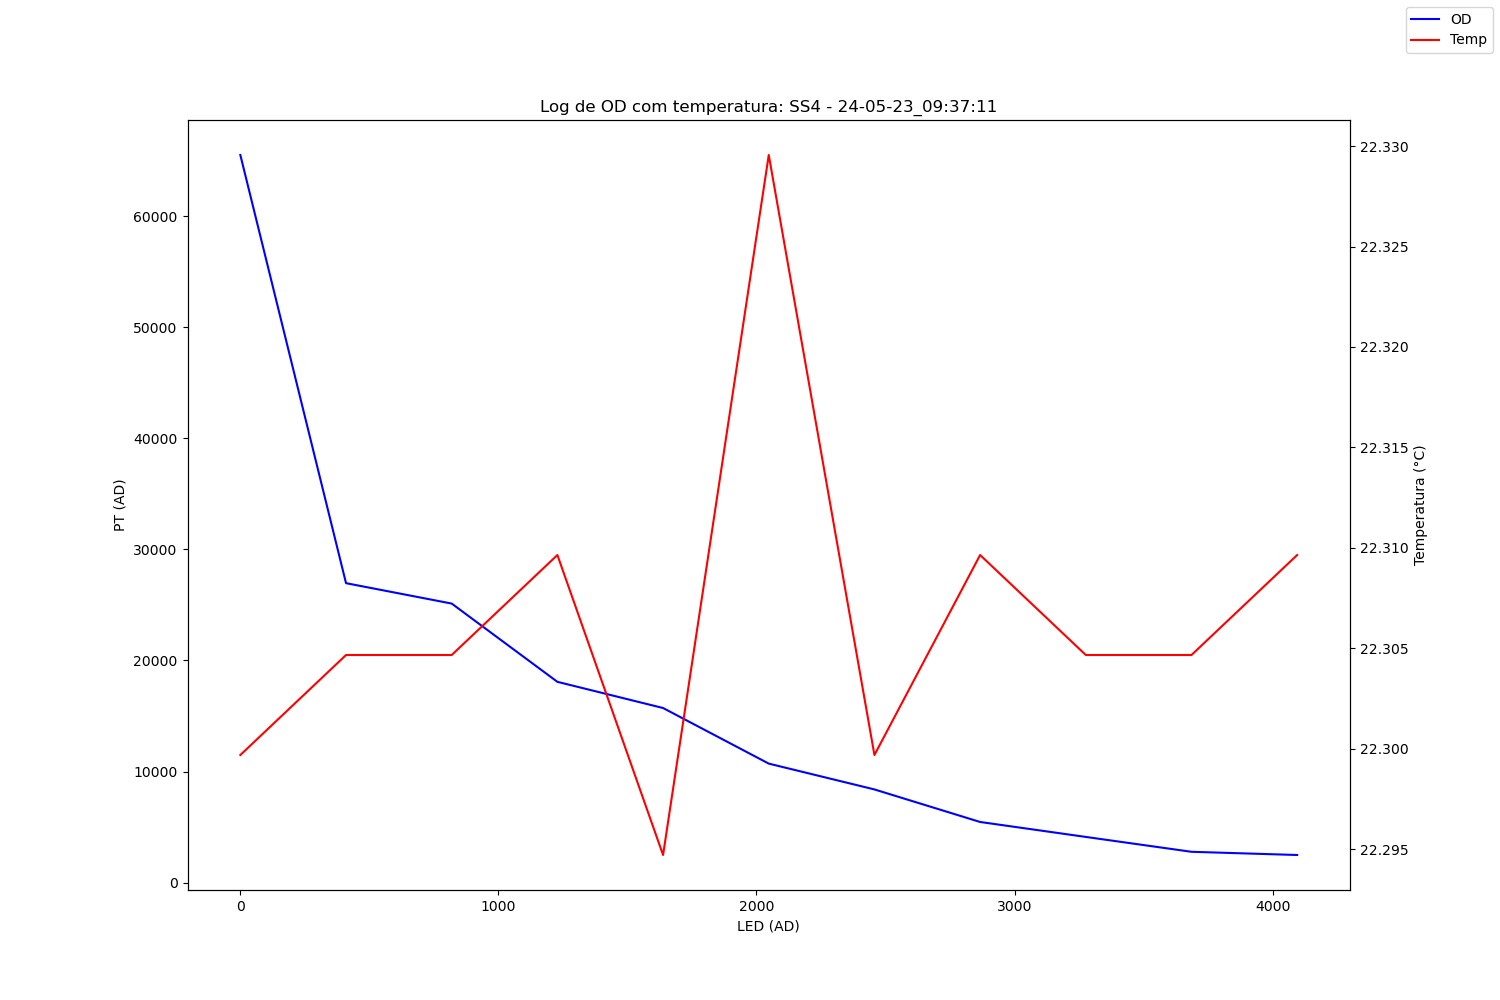 OD
Temp
Log de OD com temperatura: SS4 - 24-05-23_09:37:11
PT (AD)
60000
50000
40000
30000
20000
10000
0
22.330
22.325
22.320
22.315
22.310
22.305
22.300
22.295
Temperatura (°C)
0 1000 2000 3000 4000
LED (AD)